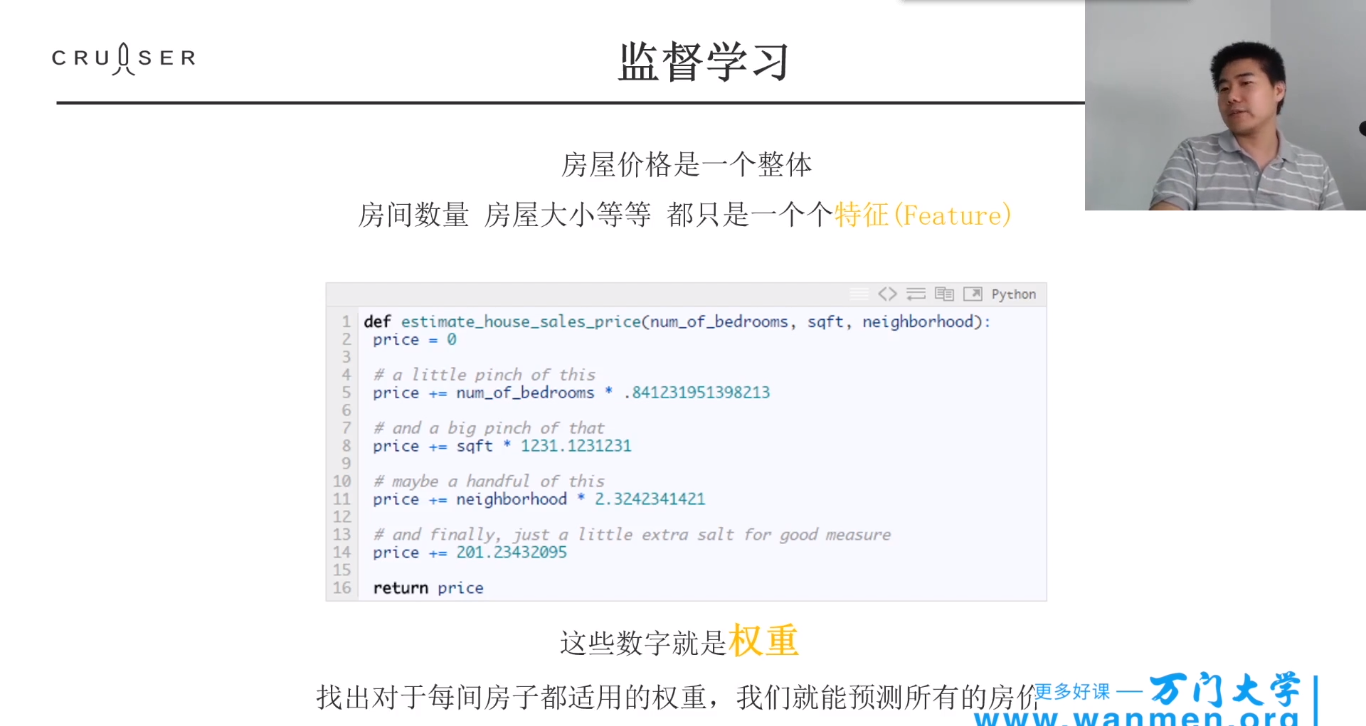 CRUISER
监督学习
房屋价格是一个整体
房间数量 房屋大小等等 都只是一个个特征(Feature)
Python
1 def estimate_house_sales_price(num_of_bedrooms, sqft, neighborhood):
2 price = 0
3
4 # a little pinch of this
5 price += num_of_bedrooms * .841231951398213
6
7 # and a big pinch of that
8 price += sqft * 1231.1231231
9
10 # maybe a handful of this
11 price += neighborhood * 2.3242341421
12
13 # and finally, just a little extra salt for good measure
14 price += 201.23432095
15
16 return price
这些数字就是权重
找出对于每间房子都适用的权重，我们就能预测所有的房价
更多好课 — 万门大学
www.wanmen.org